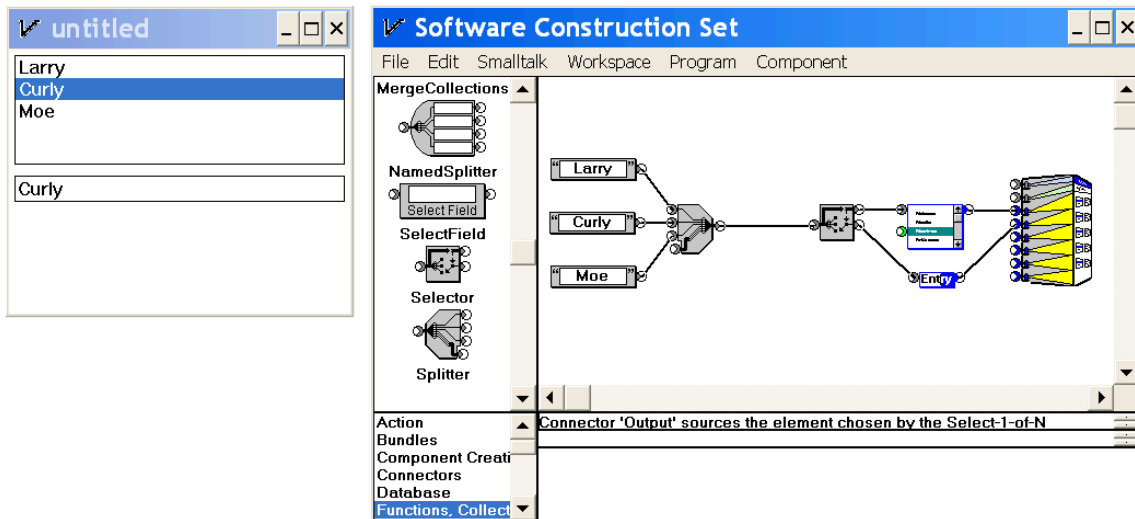 untitled
Larry
Curly
Moe
Curly
Software Construction Set
File Edit Smalltalk Workspace Program Component
MergeCollections
NamedSplitter
Select Field
SelectField
Selector
Splitter
"Larry"
"Curly"
"Moe"
Entry
Action
Bundles
Component Creati
Connectors
Database
Functions, Collect
Connector 'Output' sources the element chosen by the Select-1-of-N